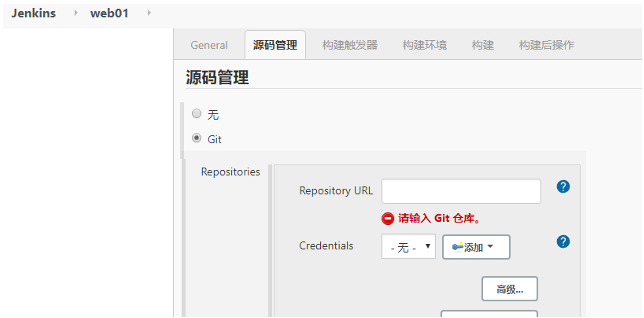 Jenkins web01
General 源码管理 构建触发器 构建环境 构建 构建后操作
源码管理
无
Git
Repositories
Repository URL
请输入 Git 仓库。
Credentials - 无 - 添加
高级...